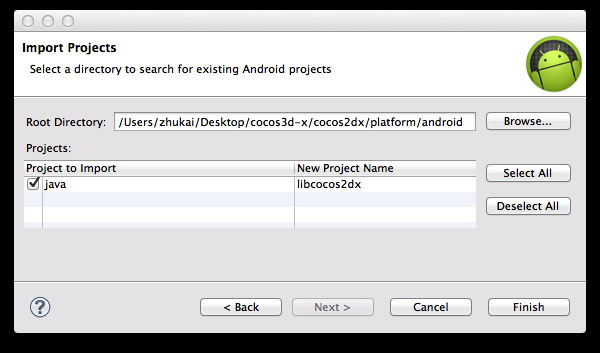 Import Projects
Select a directory to search for existing Android projects
Root Directory: /Users/zhukai/Desktop/cocos3d-x/cocos2dx/platform/android Browse...
Projects:
Project to Import New Project Name
java libcocos2dx
Select All
Deselect All
? < Back Next > Cancel Finish